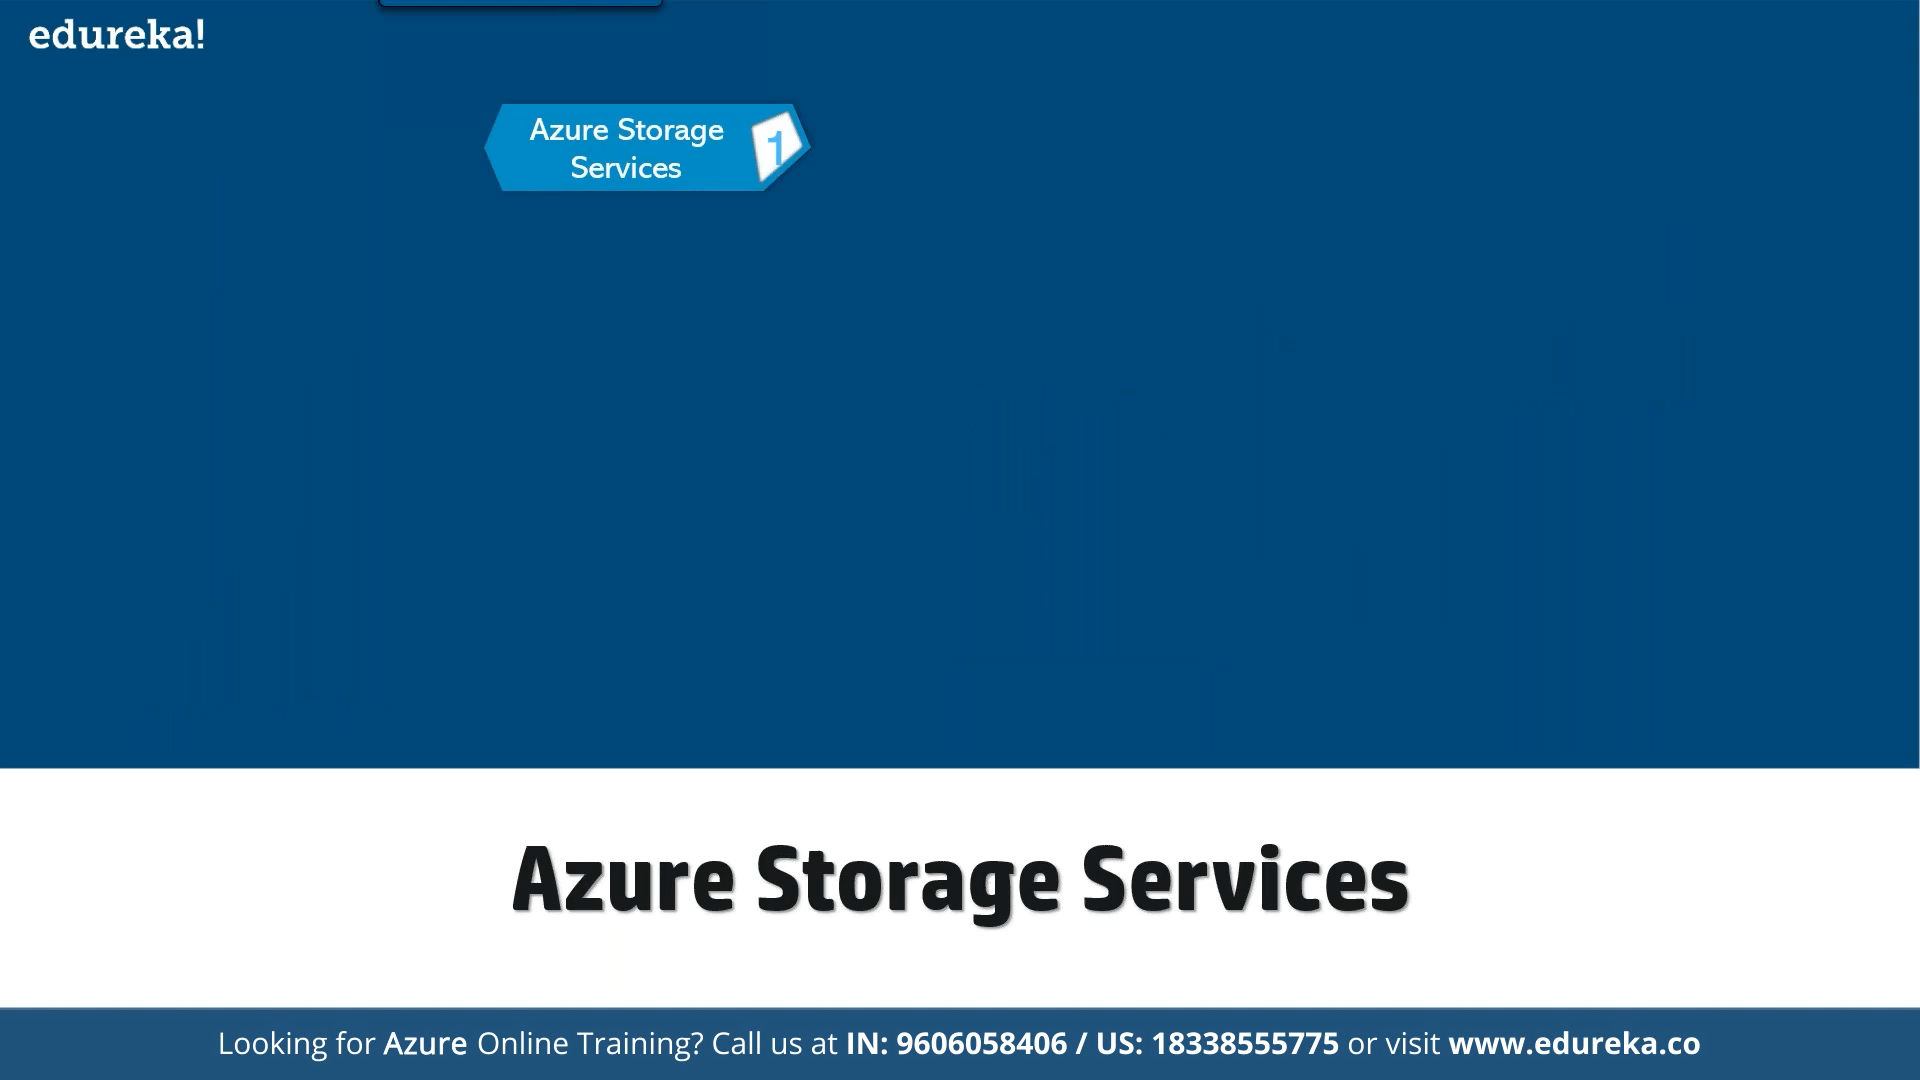 edureka!
Azure Storage
Services
1
Azure Storage Services
Looking for Azure Online Training? Call us at IN: 9606058406 / US: 18338555775 or visit www.edureka.co